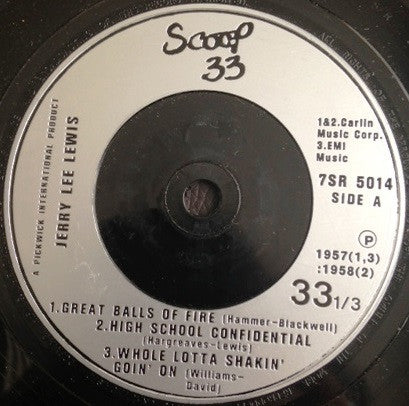 Scoop
33
A PICKWICK INTERNATIONAL PRODUCT
JERRY LEE LEWIS
1&2.Carlin
Music Corp.
3.EMI
Music
7SR 5014
SIDE A
P
1957(1,3)
:1958(2)
33 1/3
1.GREAT BALLS OF FIRE (Hammer-Blackwell)
2.HIGH SCHOOL CONFIDENTIAL
(Hargreaves-Lewis)
3.WHOLE LOTTA SHAKIN'
GOIN' ON (Williams-
David)